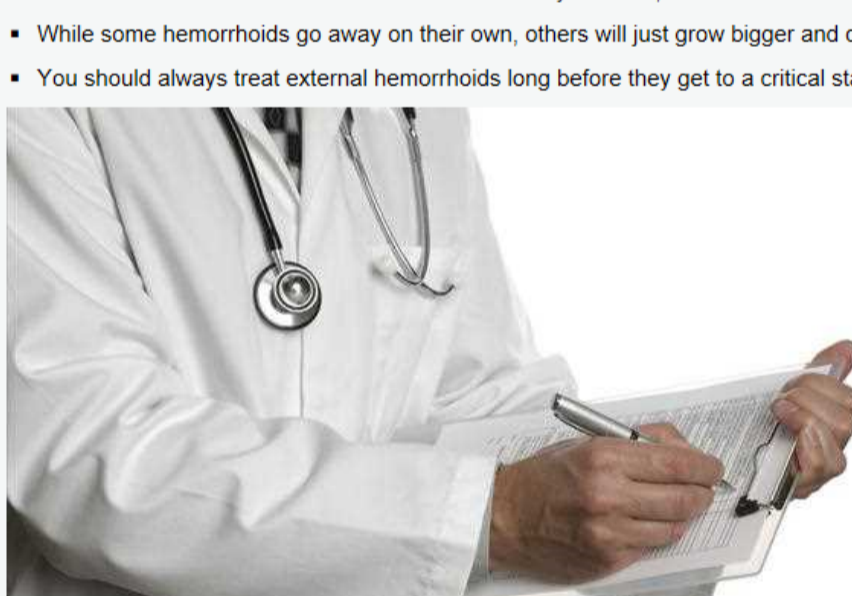 While some hemorrhoids go away on their own, others will just grow bigger and
You should always treat external hemorrhoids long before they get to a critical